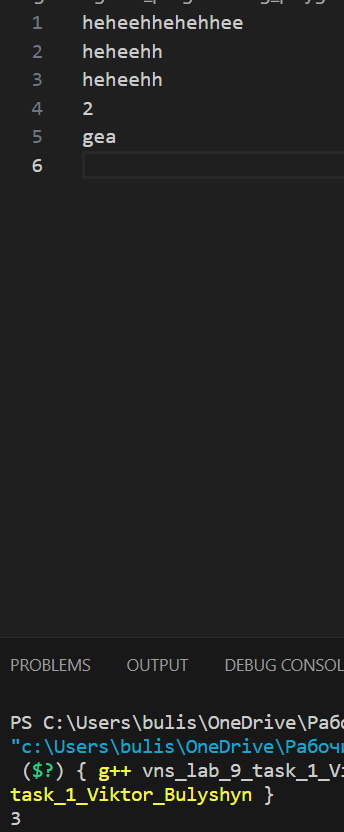 1 heheehhehehhee
2 heheehh
3 heheehh
4 2
5 gea
6
PROBLEMS OUTPUT DEBUG CONSOL
PS C:\Users\bulis\OneDrive\Рабо
"c:\Users\bulis\OneDrive\Рабочи
($?) { g++ vns_lab_9_task_1_Vi
task_1_Viktor_Bulyshyn }
3